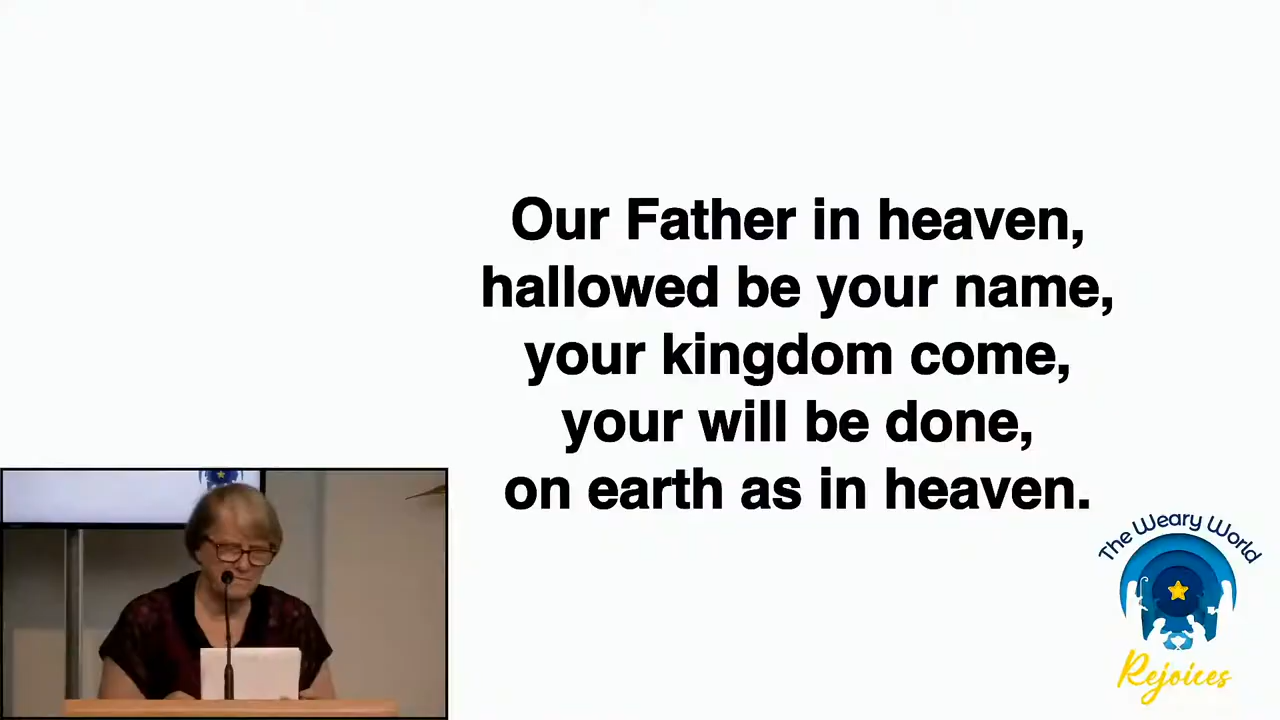 Our Father in heaven,
hallowed be your name,
your kingdom come,
your will be done,
on earth as in heaven.
The Weary World
Rejoices